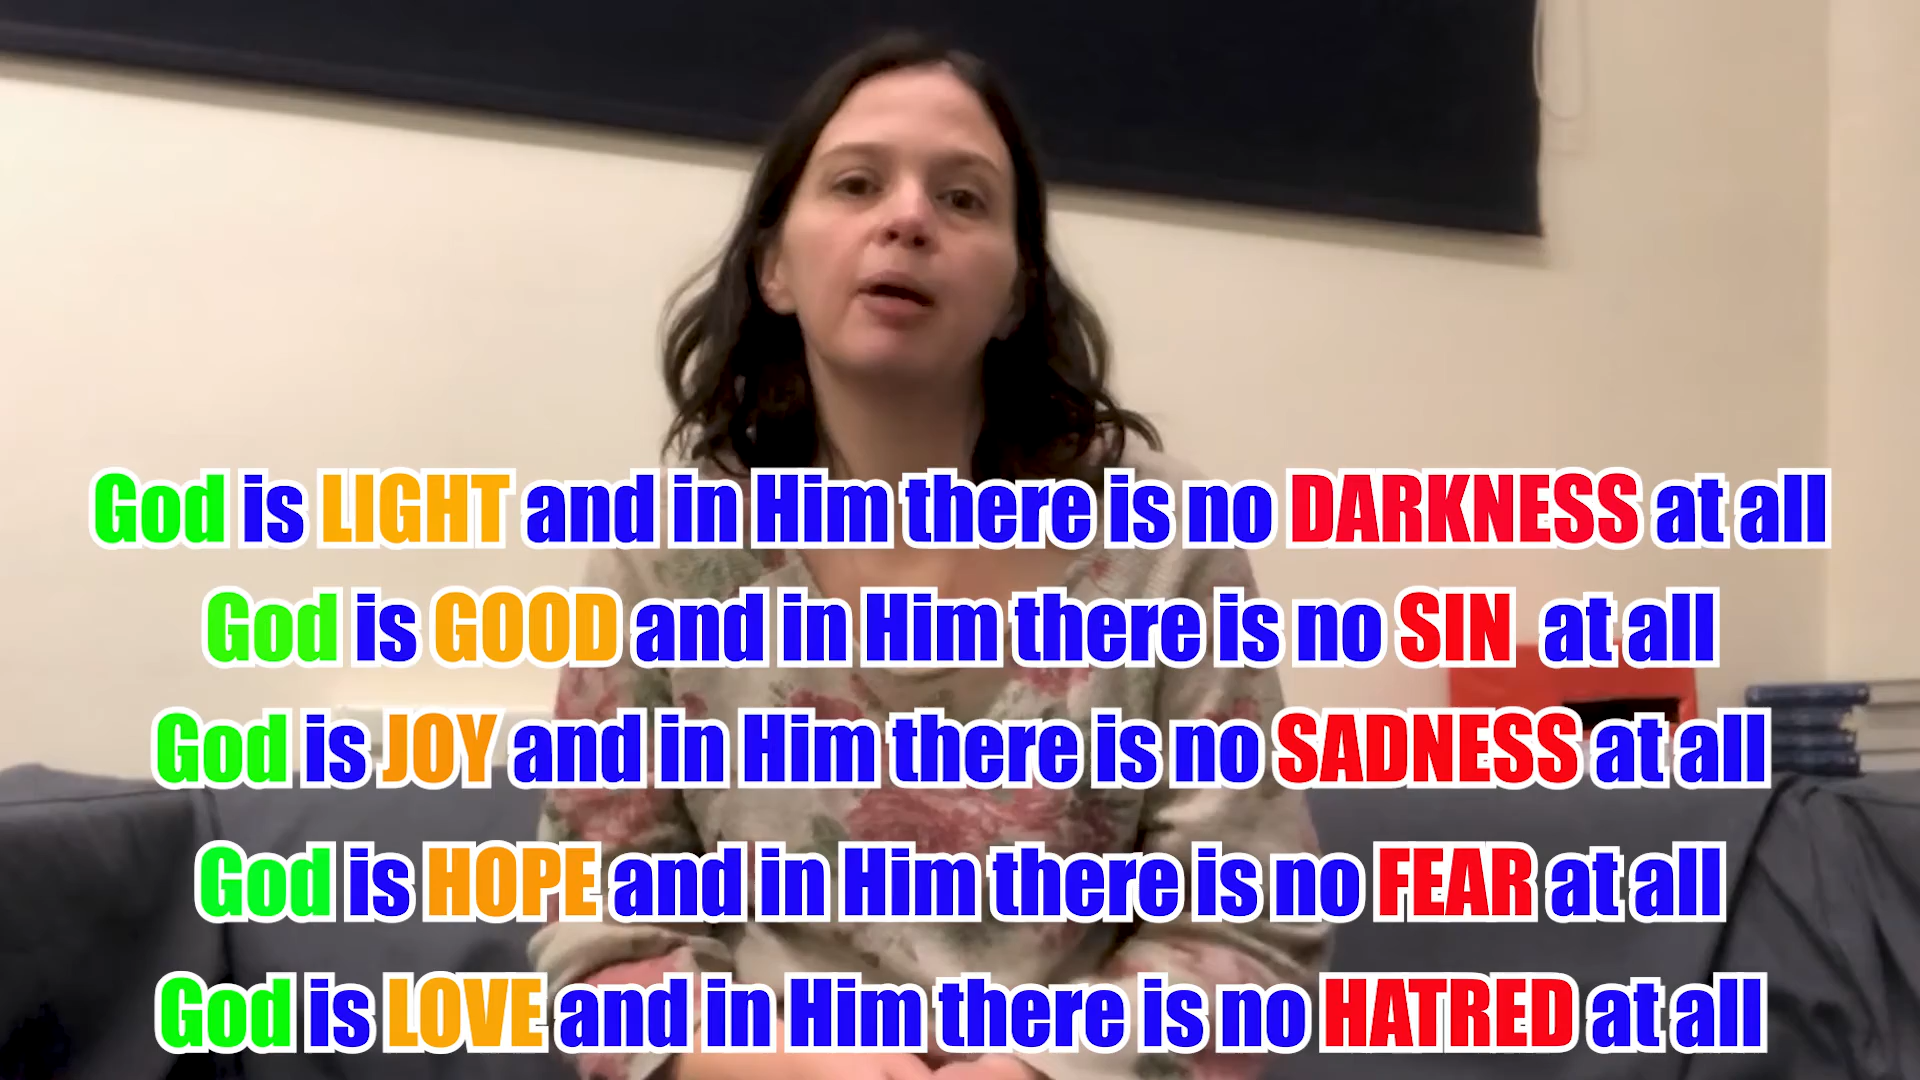 God is LIGHT and in Him there is no DARKNESS at all
God is GOOD and in Him there is no SIN at all
God is JOY and in Him there is no SADNESS at all
God is HOPE and in Him there is no FEAR at all
God is LOVE and in Him there is no HATRED at all